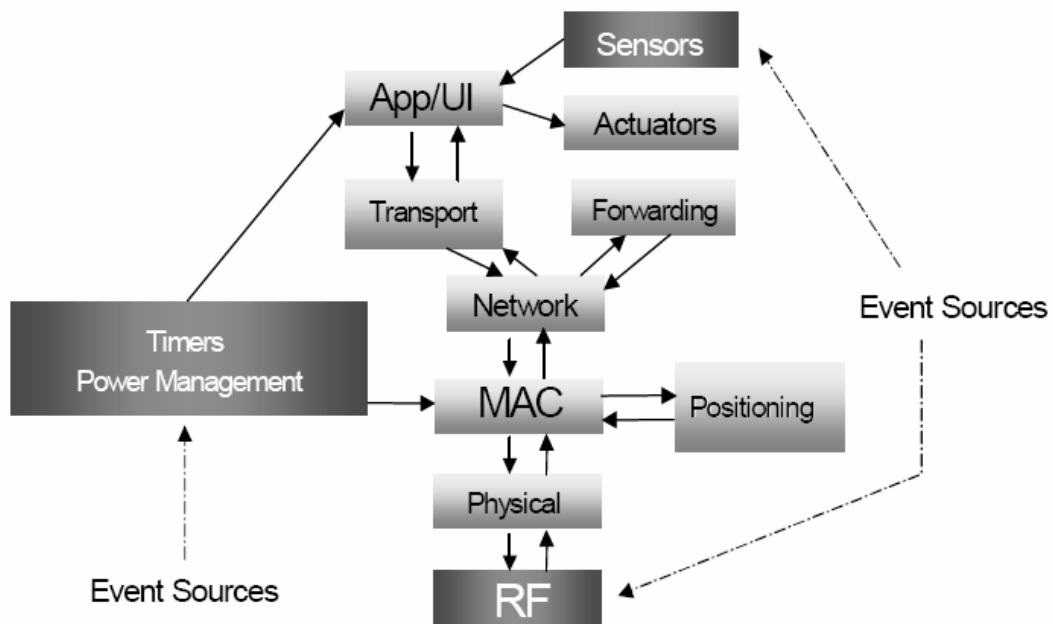 Sensors
App/UI
Actuators
Transport
Forwarding
Network
Event Sources
Timers
Power Management
MAC
Positioning
Physical
Event Sources
RF